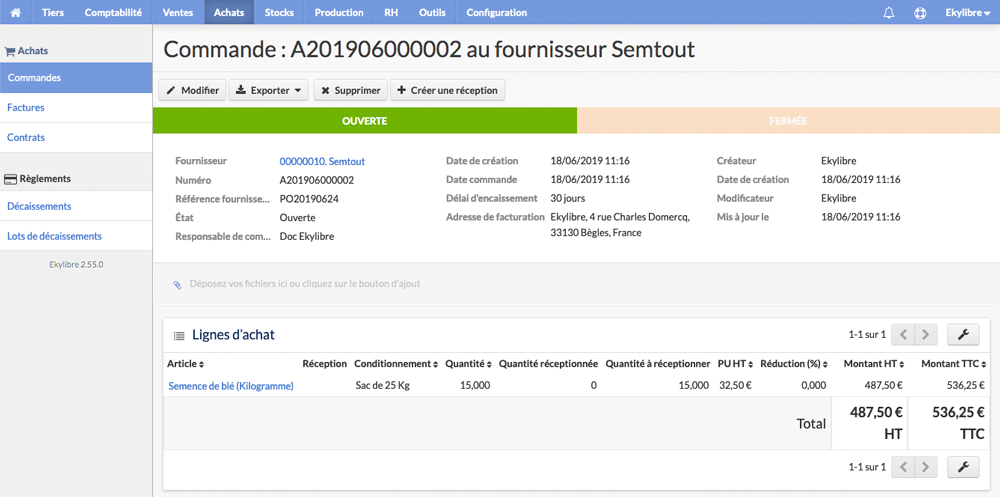 Tiers Comptabilité Ventes Achats Stocks Production RH Outils Configuration Ekylibre
Achats
Commandes
Factures
Contrats
Règlements
Décaissements
Lots de décaissements
Ekylibre 2.55.0
Commande : A201906000002 au fournisseur Semtout
Modifier Exporter Supprimer Créer une réception
OUVERTE FERMÉE
Fournisseur 00000010. Semtout Date de création 18/06/2019 11:16 Créateur Ekylibre
Numéro A201906000002 Date commande 18/06/2019 11:16 Date de création 18/06/2019 11:16
Référence fournisse... PO20190624 Délai d'encaissement 30 jours Modificateur Ekylibre
État Ouverte Adresse de facturation Ekylibre, 4 rue Charles Domercq, Mis à jour le 18/06/2019 11:16
33130 Bègles, France
Responsable de com... Doc Ekylibre
Déposez vos fichiers ici ou cliquez sur le bouton d'ajout
Lignes d'achat 1-1 sur 1
Article Réception Conditionnement Quantité Quantité réceptionnée Quantité à réceptionner PU HT Réduction (%) Montant HT Montant TTC
Semence de blé (Kilogramme) Sac de 25 Kg 15,000 0 15,000 32,50 € 0,000 487,50 € 536,25 €
Total 487,50 € HT 536,25 € TTC
1-1 sur 1